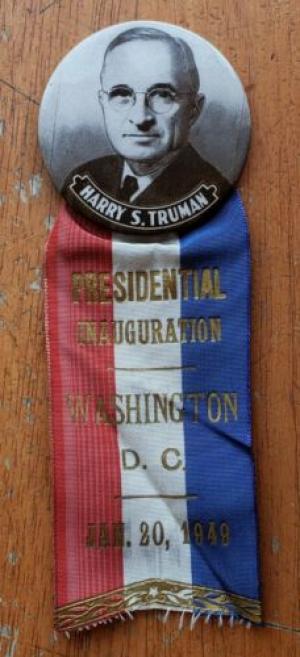 HARRY S. TRUMAN
PRESIDENTIAL
INAUGURATION
WASHINGTON
D. C.
JAN. 20, 1949